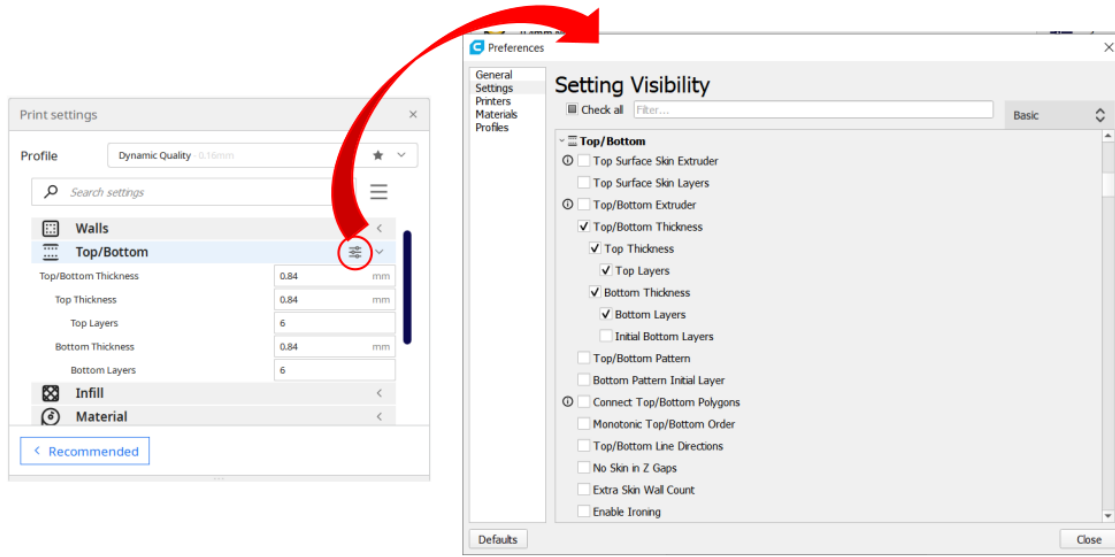 Print settings
Profile
Dynamic Quality - 0.16mm
Search settings
Walls
Top/Bottom
Top/Bottom Thickness 0.84 mm
Top Thickness 0.84 mm
Top Layers 6
Bottom Thickness 0.84 mm
Bottom Layers 6
Infill
Material
Recommended
Preferences
General
Settings
Printers
Materials
Profiles
Setting Visibility
Check all Filter... Basic
Top/Bottom
Top Surface Skin Extruder
Top Surface Skin Layers
Top/Bottom Extruder
Top/Bottom Thickness
Top Thickness
Top Layers
Bottom Thickness
Bottom Layers
Initial Bottom Layers
Top/Bottom Pattern
Bottom Pattern Initial Layer
Connect Top/Bottom Polygons
Monotonic Top/Bottom Order
Top/Bottom Line Directions
No Skin in Z Gaps
Extra Skin Wall Count
Enable Ironing
Defaults Close